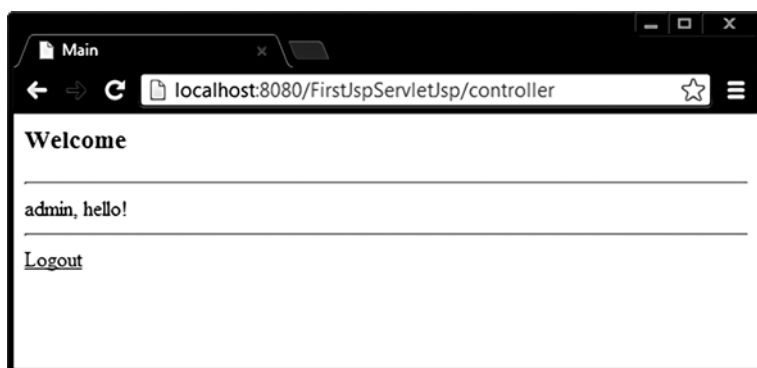 Main
localhost:8080/FirstJspServletJsp/controller
Welcome
admin, hello!
Logout